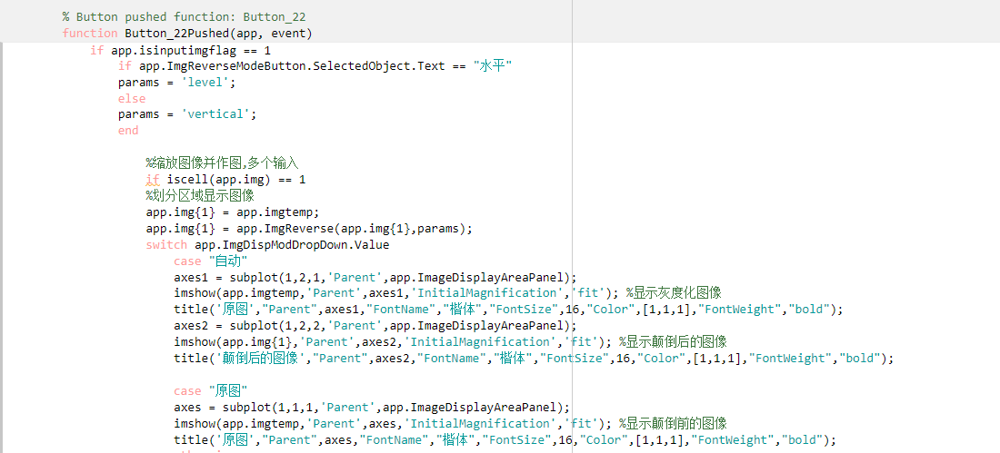 % Button pushed function: Button_22
function Button_22Pushed(app, event)
if app.isinputimgflag == 1
if app.ImgReverseModeButton.SelectedObject.Text == "水平"
params = 'level';
else
params = 'vertical';
end
%缩放图像并作图,多个输入
if iscell(app.img) == 1
%划分区域显示图像
app.img{1} = app.imgtemp;
app.img{1} = app.ImgReverse(app.img{1},params);
switch app.ImgDispModDropDown.Value
case "自动"
axes1 = subplot(1,2,1,'Parent',app.ImageDisplayAreaPanel);
imshow(app.imgtemp,'Parent',axes1,'InitialMagnification','fit'); %显示灰度化图像
title('原图',"Parent",axes1,"FontName","楷体","FontSize",16,"Color",[1,1,1],"FontWeight","bold");
axes2 = subplot(1,2,2,'Parent',app.ImageDisplayAreaPanel);
imshow(app.img{1},'Parent',axes2,'InitialMagnification','fit'); %显示颠倒后的图像
title('颠倒后的图像',"Parent",axes2,"FontName","楷体","FontSize",16,"Color",[1,1,1],"FontWeight","bold");
case "原图"
axes = subplot(1,1,1,'Parent',app.ImageDisplayAreaPanel);
imshow(app.imgtemp,'Parent',axes,'InitialMagnification','fit'); %显示颠倒前的图像
title('原图',"Parent",axes,"FontName","楷体","FontSize",16,"Color",[1,1,1],"FontWeight","bold");